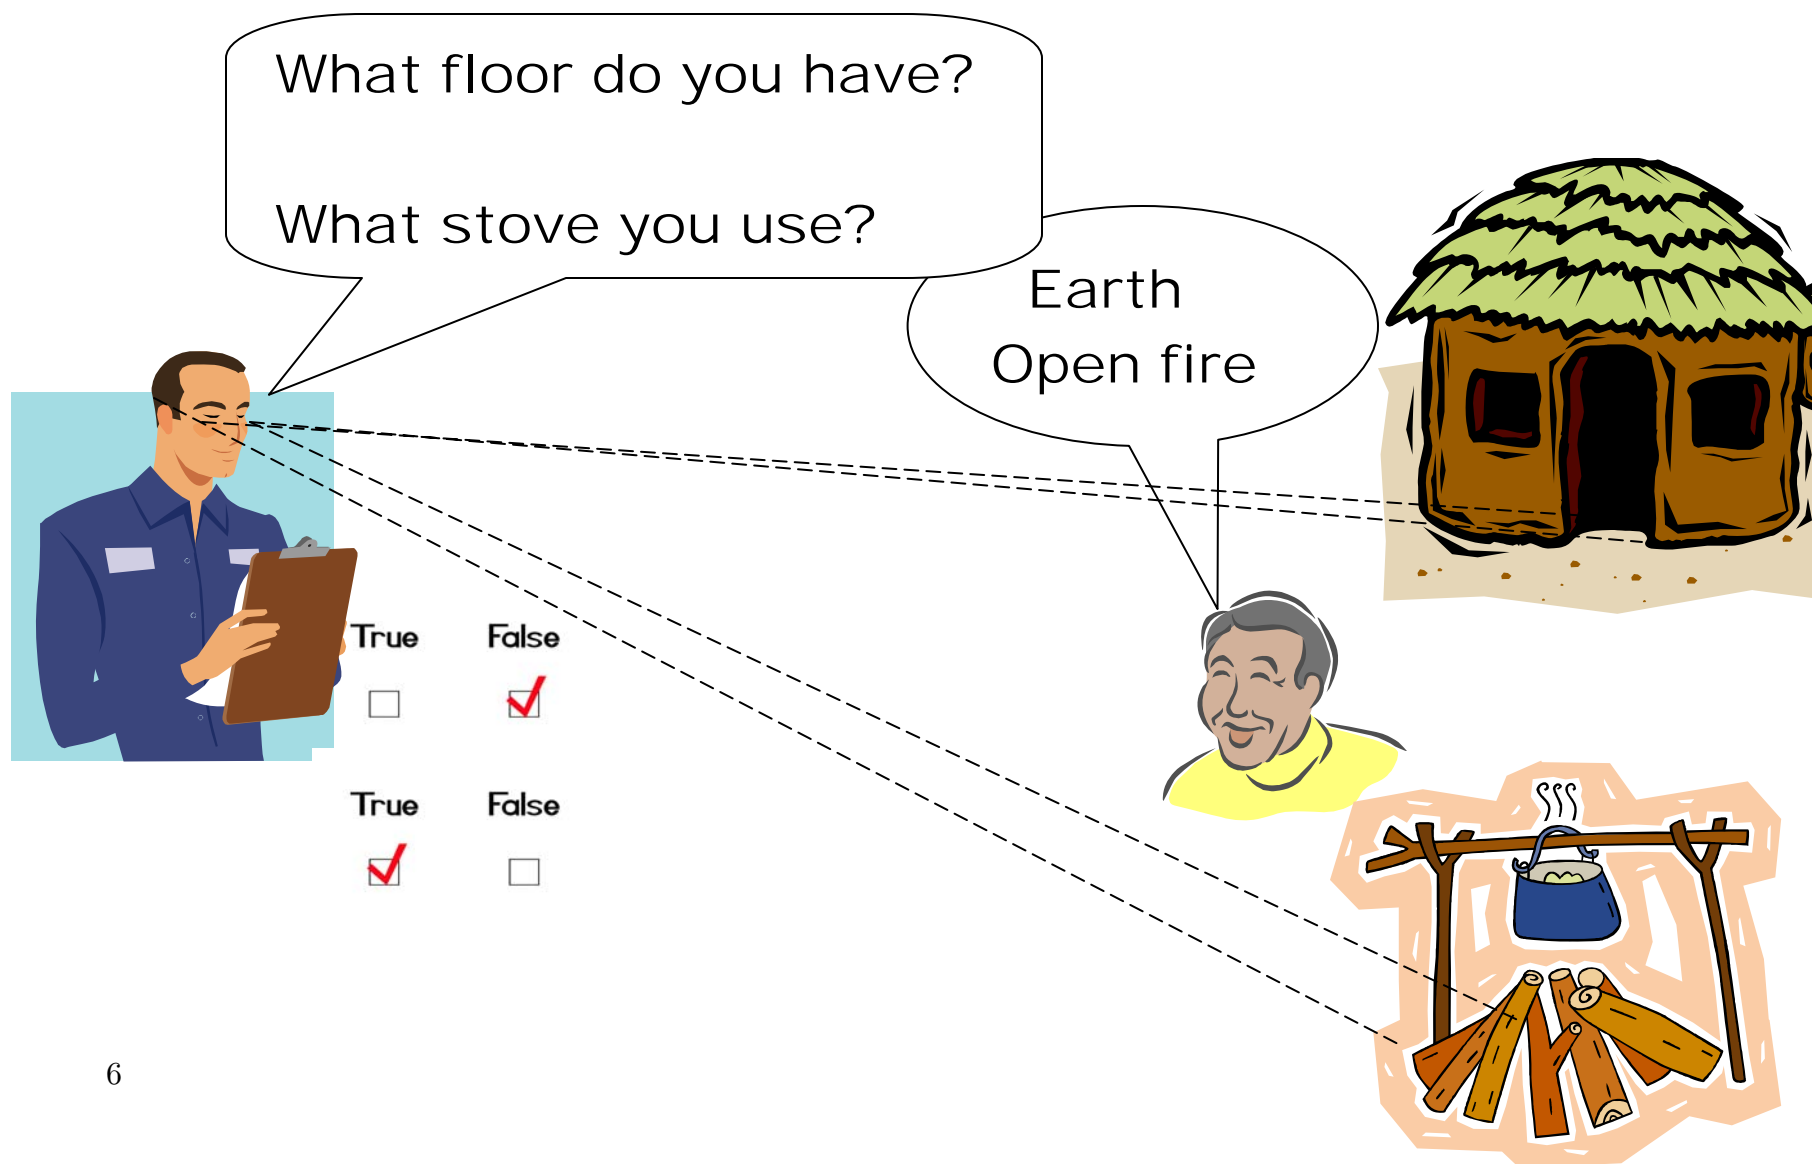 What floor do you have?
What stove you use?
Earth
Open fire
True False
True False
6